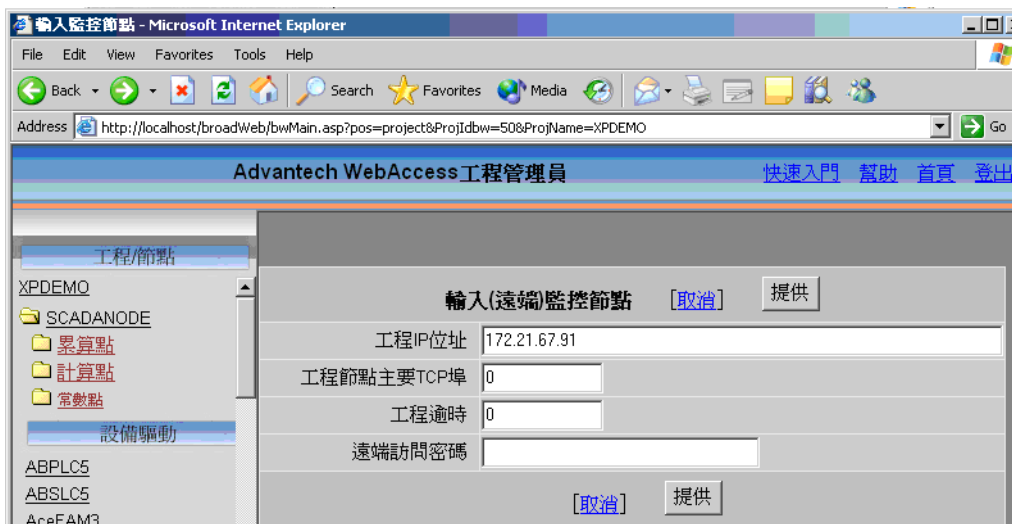 輸入監控節點 - Microsoft Internet Explorer
File Edit View Favorites Tools Help
Back Search Favorites Media
Address http://localhost/broadWeb/bwMain.asp?pos=project&ProjIdbw=50&ProjName=XPDEMO Go
Advantech WebAccess工程管理員 快速入門 幫助 首頁 登出
工程/節點
XPDEMO
SCADANODE
累算點
計算點
常數點
設備驅動
ABPLC5
ABSLC5
AceFAM3
輸入(遠端)監控節點 [取消] 提供
工程IP位址 172.21.67.91
工程節點主要TCP埠 0
工程逾時 0
遠端訪問密碼
[取消] 提供